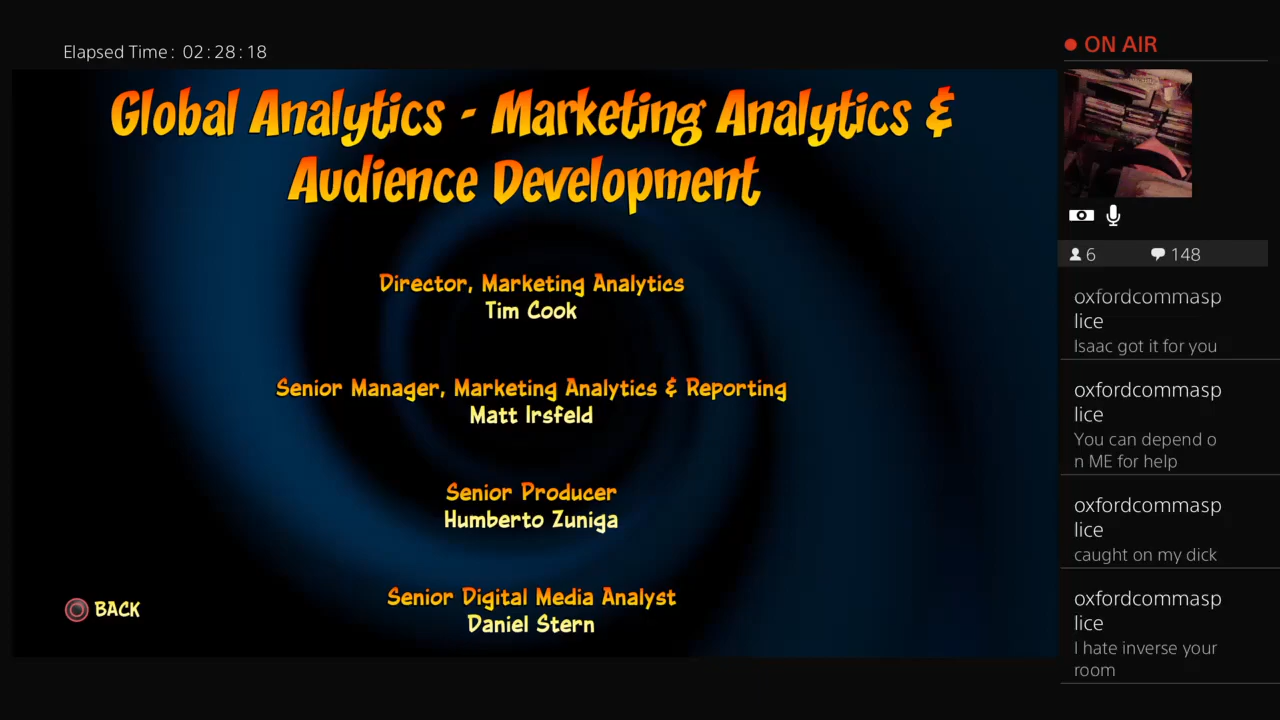 Elapsed Time: 02:28:18
ON AIR
Global Analytics - Marketing Analytics &
Audience Development
Director, Marketing Analytics
Tim Cook
Senior Manager, Marketing Analytics & Reporting
Matt Irsfeld
Senior Producer
Humberto Zuniga
Senior Digital Media Analyst
Daniel Stern
BACK
6
148
oxfordcommasp
lice
Isaac got it for you
oxfordcommasp
lice
You can depend o
n ME for help
oxfordcommasp
lice
caught on my dick
oxfordcommasp
lice
I hate inverse your
room